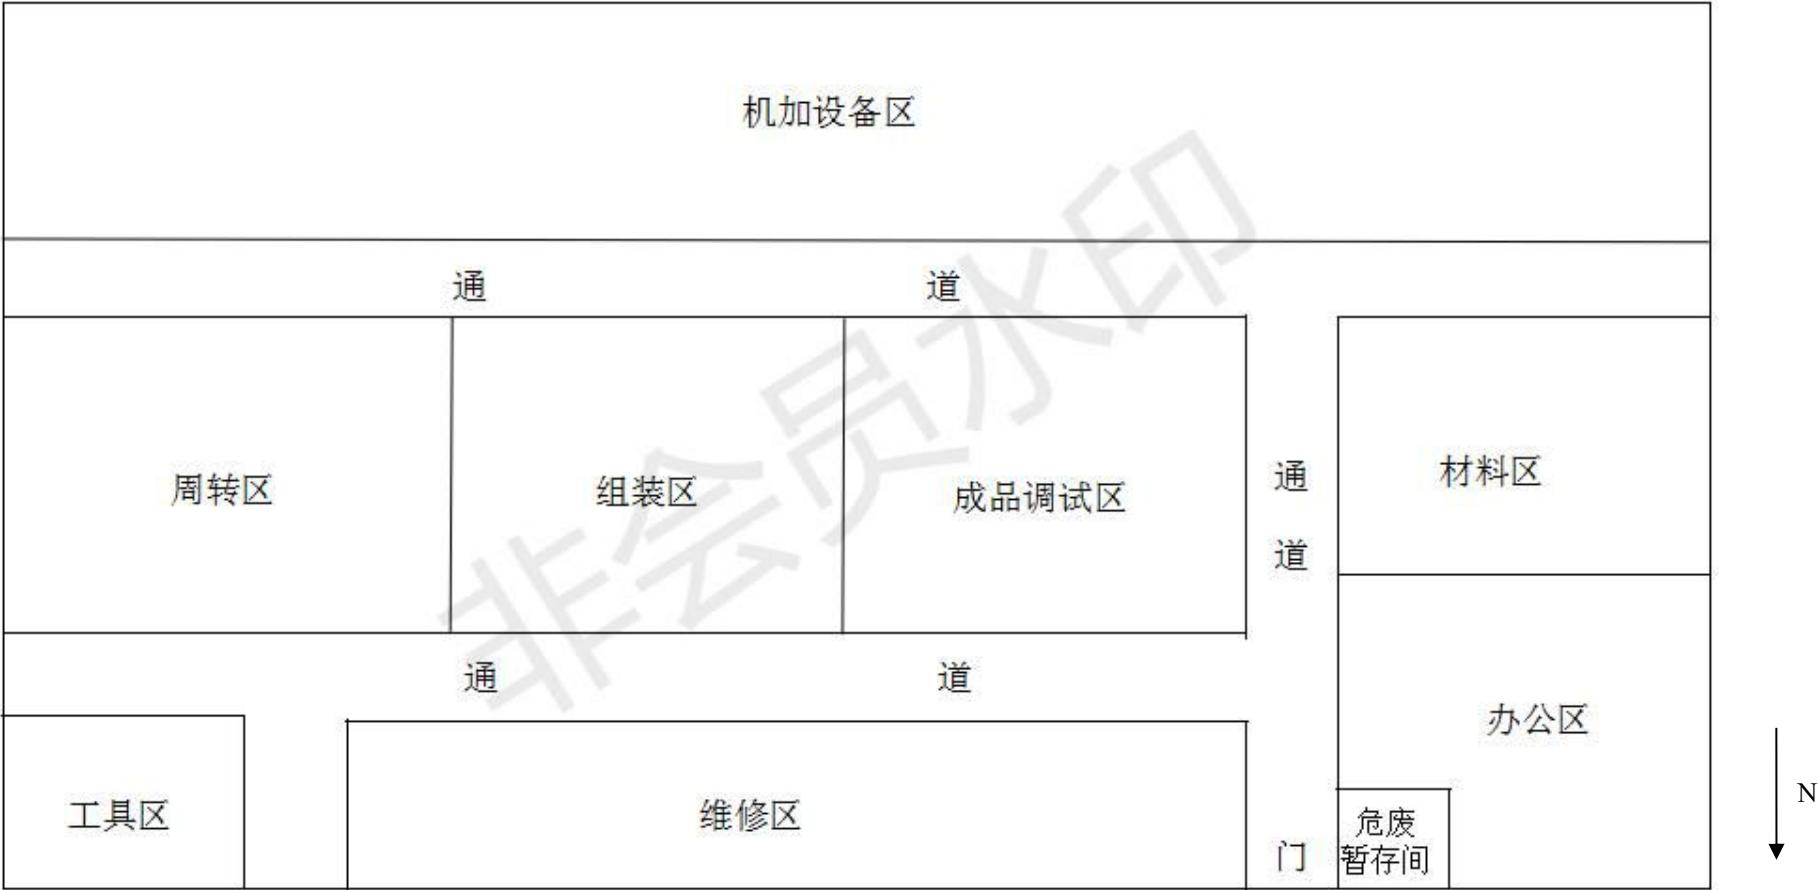 机加设备区
通 道
周转区 组装区 成品调试区 通道 材料区
通 道
办公区
工具区 维修区 门 危废
暂存间
N
非会员水印